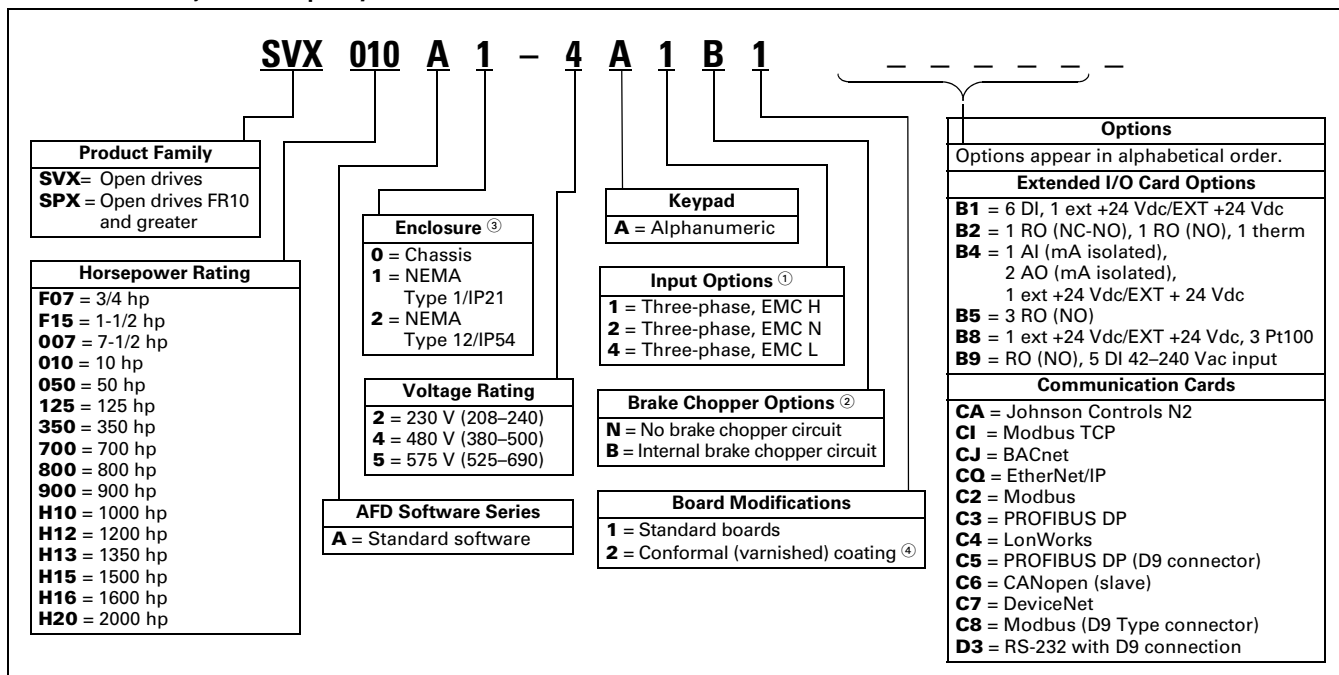 SVX 010 A 1 – 4 A 1 B 1 _ _ _ _ _ _
Product Family
SVX= Open drives
SPX = Open drives FR10
and greater
Horsepower Rating
F07 = 3/4 hp
F15 = 1-1/2 hp
007 = 7-1/2 hp
010 = 10 hp
050 = 50 hp
125 = 125 hp
350 = 350 hp
700 = 700 hp
800 = 800 hp
900 = 900 hp
H10 = 1000 hp
H12 = 1200 hp
H13 = 1350 hp
H15 = 1500 hp
H16 = 1600 hp
H20 = 2000 hp
AFD Software Series
A = Standard software
Enclosure ③
0 = Chassis
1 = NEMA
Type 1/IP21
2 = NEMA
Type 12/IP54
Voltage Rating
2 = 230 V (208–240)
4 = 480 V (380–500)
5 = 575 V (525–690)
Keypad
A = Alphanumeric
Input Options ①
1 = Three-phase, EMC H
2 = Three-phase, EMC N
4 = Three-phase, EMC L
Brake Chopper Options ②
N = No brake chopper circuit
B = Internal brake chopper circuit
Board Modifications
1 = Standard boards
2 = Conformal (varnished) coating ④
Options
Options appear in alphabetical order.
Extended I/O Card Options
B1 = 6 DI, 1 ext +24 Vdc/EXT +24 Vdc
B2 = 1 RO (NC-NO), 1 RO (NO), 1 therm
B4 = 1 AI (mA isolated),
2 AO (mA isolated),
1 ext +24 Vdc/EXT + 24 Vdc
B5 = 3 RO (NO)
B8 = 1 ext +24 Vdc/EXT +24 Vdc, 3 Pt100
B9 = RO (NO), 5 DI 42–240 Vac input
Communication Cards
CA = Johnson Controls N2
CI = Modbus TCP
CJ = BACnet
CQ = EtherNet/IP
C2 = Modbus
C3 = PROFIBUS DP
C4 = LonWorks
C5 = PROFIBUS DP (D9 connector)
C6 = CANopen (slave)
C7 = DeviceNet
C8 = Modbus (D9 Type connector)
D3 = RS-232 with D9 connection